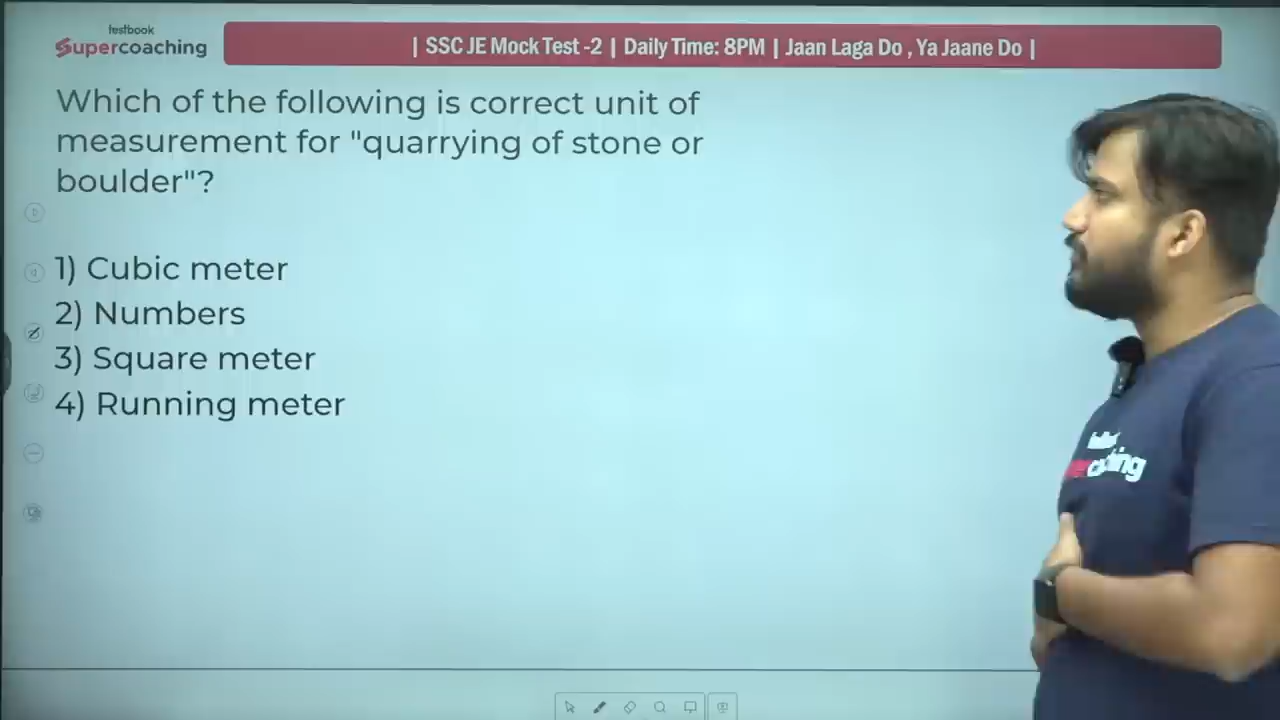 testbook
Supercoaching
| SSC JE Mock Test -2 | Daily Time: 8PM | Jaan Laga Do , Ya Jaane Do |
Which of the following is correct unit of
measurement for "quarrying of stone or
boulder"?
1) Cubic meter
2) Numbers
3) Square meter
4) Running meter